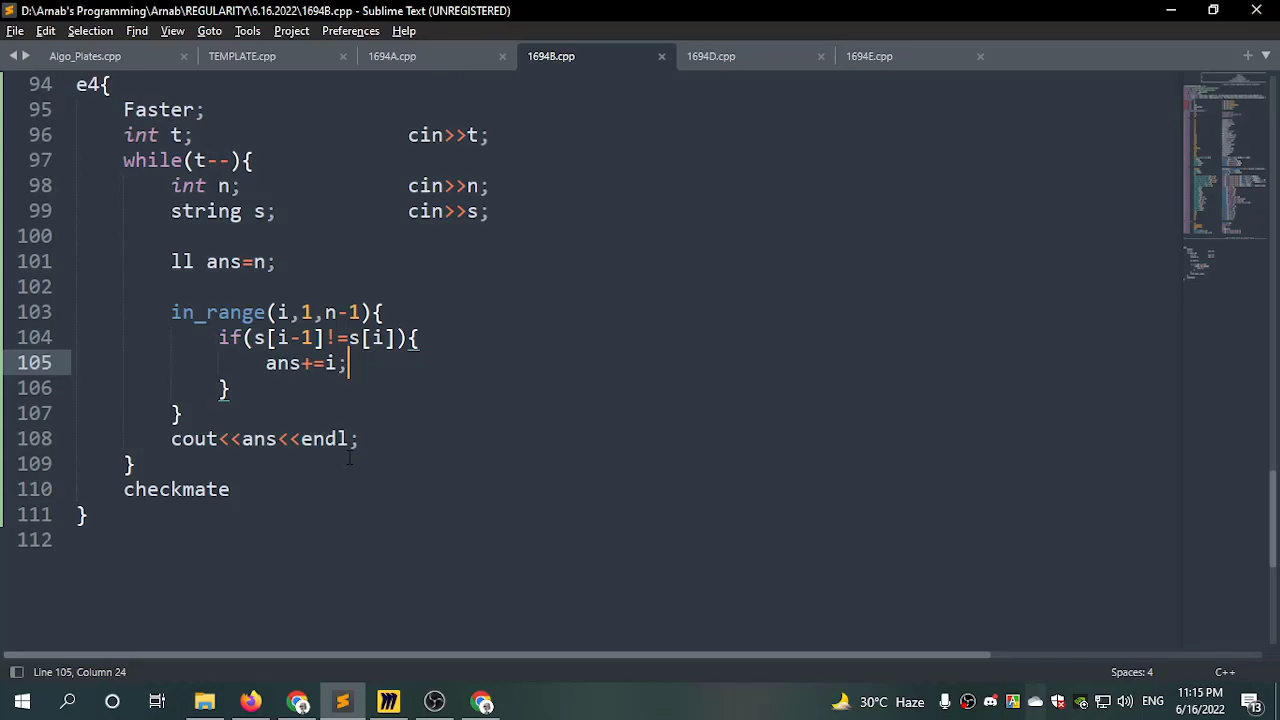 D:\Arnab's Programming\Arnab\REGULARITY\6.16.2022\1694B.cpp - Sublime Text (UNREGISTERED)
File Edit Selection Find View Goto Tools Project Preferences Help
Algo_Plates.cpp TEMPLATE.cpp 1694A.cpp 1694B.cpp 1694D.cpp 1694E.cpp
94 e4{
95 Faster;
96 int t; cin>>t;
97 while(t--){
98 int n; cin>>n;
99 string s; cin>>s;
100
101 ll ans=n;
102
103 in_range(i,1,n-1){
104 if(s[i-1]!=s[i]){
105 ans+=i;
106 }
107 }
108 cout<<ans<<endl;
109 }
110 checkmate
111 }
112
Line 105, Column 24 Spaces: 4 C++
30°C Haze ENG 11:15 PM
6/16/2022 13